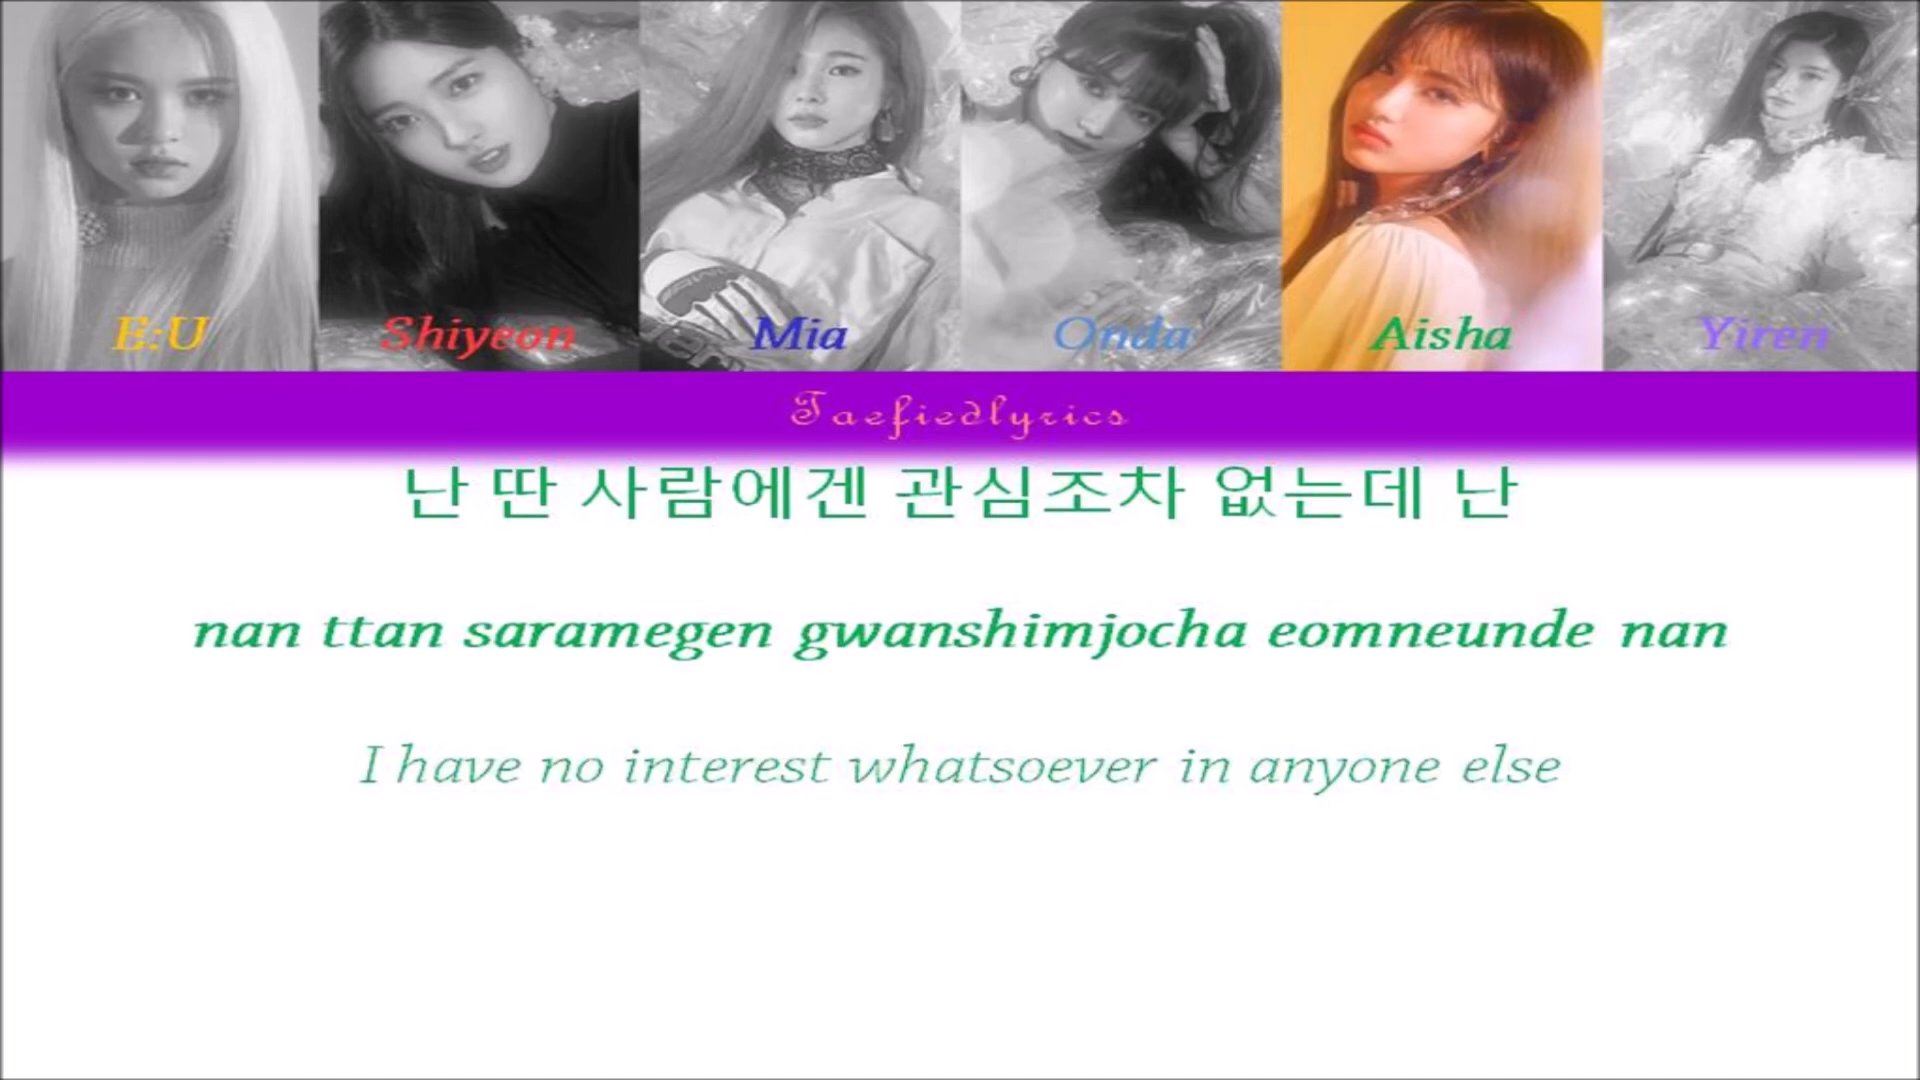 E:U Shiyeon Mia Onda Aisha Yiren
Taefiedlyrics
난 딴 사람에겐 관심조차 없는데 난
nan ttan saramegen gwanshimjocha eomneunde nan
I have no interest whatsoever in anyone else